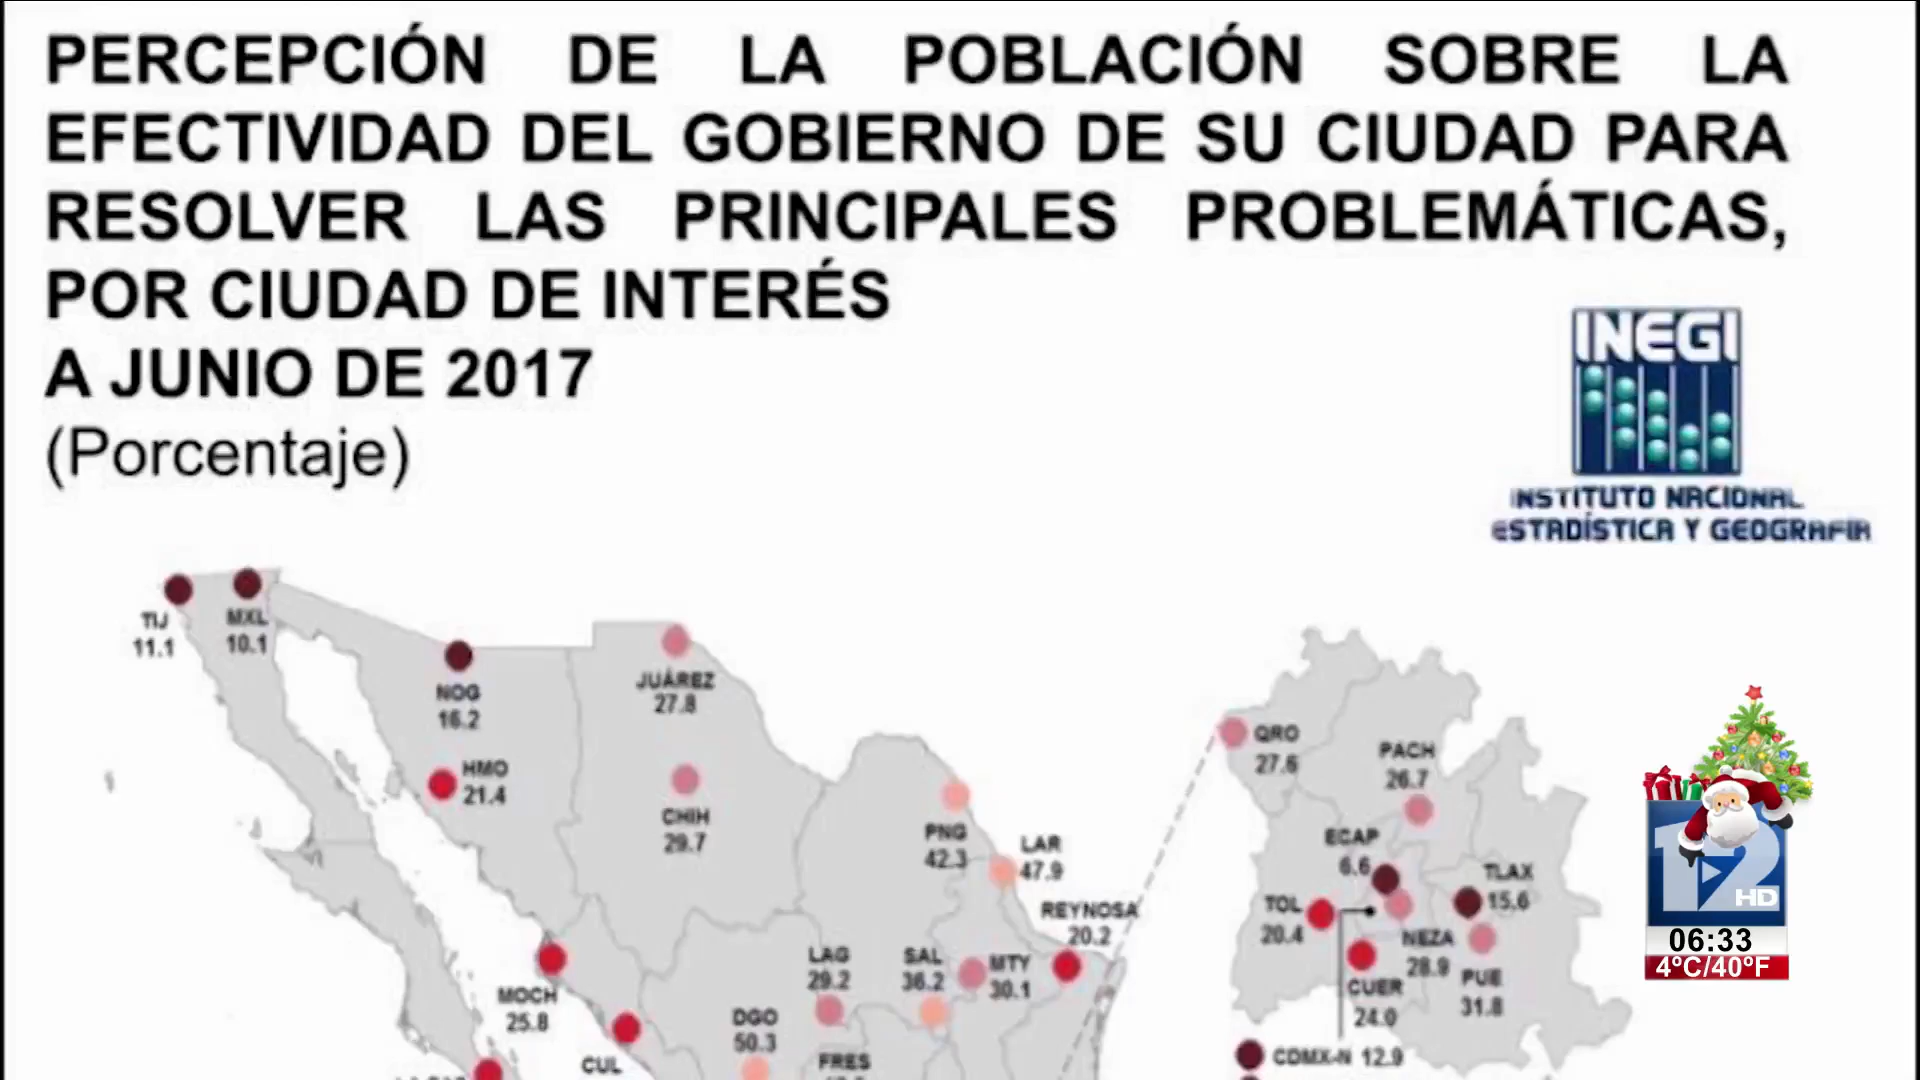 PERCEPCIÓN DE LA POBLACIÓN SOBRE LA
EFECTIVIDAD DEL GOBIERNO DE SU CIUDAD PARA
RESOLVER LAS PRINCIPALES PROBLEMÁTICAS,
POR CIUDAD DE INTERÉS
A JUNIO DE 2017
(Porcentaje)
INEGI
INSTITUTO NACIONAL
ESTADÍSTICA Y GEOGRAFÍA
TIJ
11.1
MXL
10.1
NOG
16.2
JUÁREZ
27.8
HMO
21.4
CHIH
29.7
PNG
42.3
LAR
47.9
REYNOSA
20.2
LAG
29.2
SAL
36.2
MTY
30.1
MOCH
25.8
DGO
50.3
CUL
FRES
QRO
27.6
PACH
26.7
ECAP
6.6
TLAX
15.6
TOL
20.4
NEZA
28.9
PUE
31.8
CUER
24.0
CDMX-N 12.9
12
HD
06:33
4ºC/40ºF